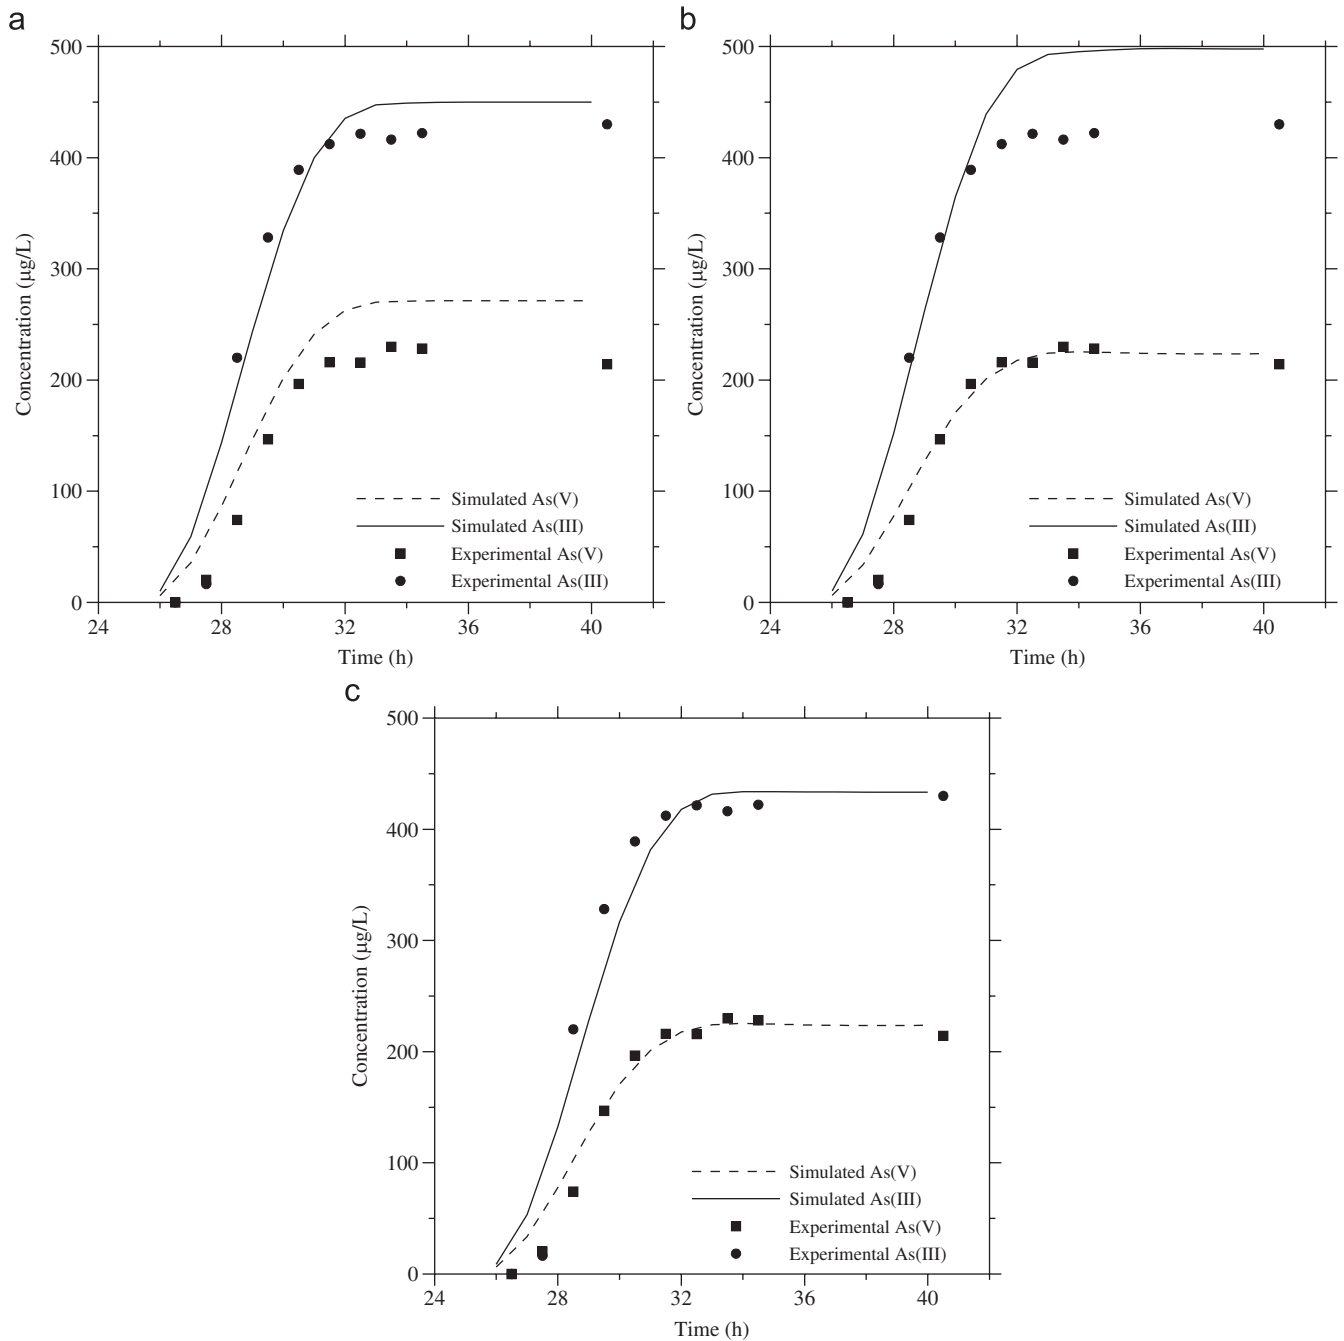 a
500
400
300
200
100
0
24 28 32 36 40
Concentration (μg/L)
Time (h)
Simulated As(V)
Simulated As(III)
Experimental As(V)
Experimental As(III)
b
500
400
300
200
100
0
24 28 32 36 40
Concentration (μg/L)
Time (h)
Simulated As(V)
Simulated As(III)
Experimental As(V)
Experimental As(III)
c
500
400
300
200
100
0
24 28 32 36 40
Concentration (μg/L)
Time (h)
Simulated As(V)
Simulated As(III)
Experimental As(V)
Experimental As(III)